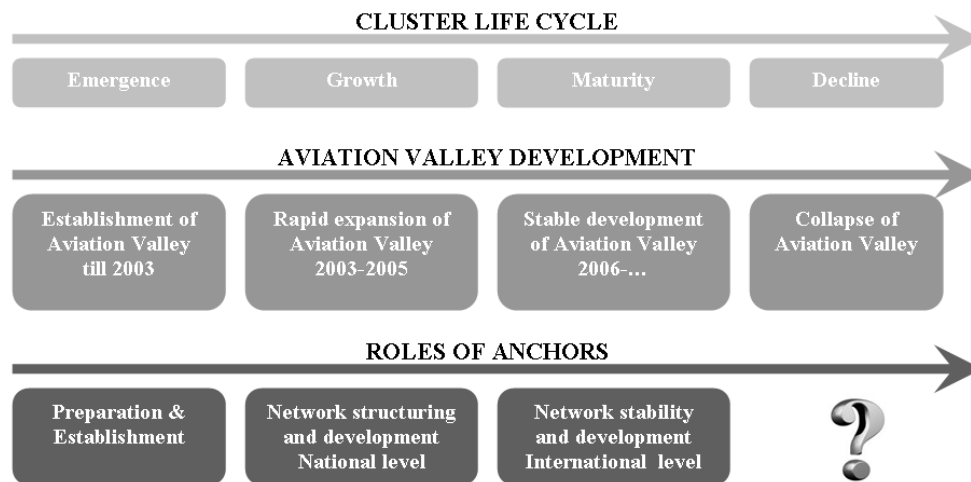 CLUSTER LIFE CYCLE
Emergence
Growth
Maturity
Decline
AVIATION VALLEY DEVELOPMENT
Establishment of
Aviation Valley
till 2003
Rapid expansion of
Aviation Valley
2003-2005
Stable development
of Aviation Valley
2006-…
Collapse of
Aviation Valley
ROLES OF ANCHORS
Preparation &
Establishment
Network structuring
and development
National level
Network stability
and development
International level
?